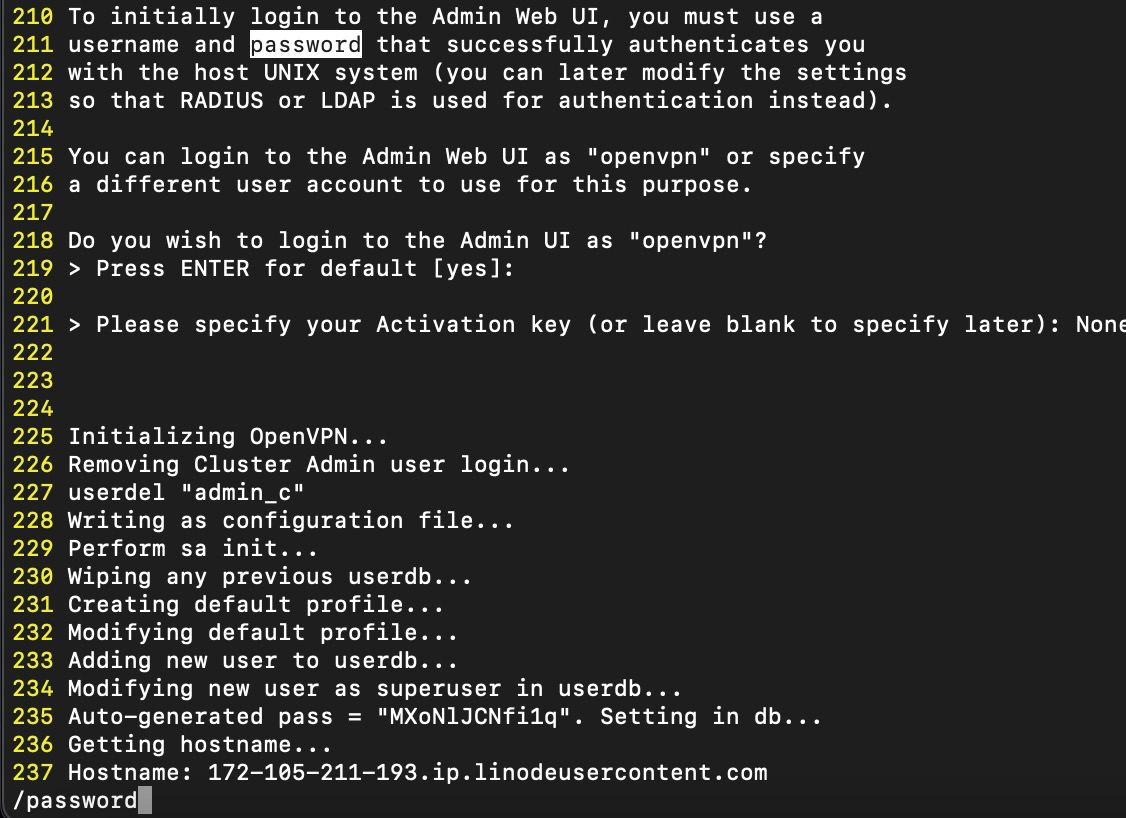 210 To initially login to the Admin Web UI, you must use a
211 username and password that successfully authenticates you
212 with the host UNIX system (you can later modify the settings
213 so that RADIUS or LDAP is used for authentication instead).
214
215 You can login to the Admin Web UI as "openvpn" or specify
216 a different user account to use for this purpose.
217
218 Do you wish to login to the Admin UI as "openvpn"?
219 > Press ENTER for default [yes]:
220
221 > Please specify your Activation key (or leave blank to specify later): None
222
223
224
225 Initializing OpenVPN...
226 Removing Cluster Admin user login...
227 userdel "admin_c"
228 Writing as configuration file...
229 Perform sa init...
230 Wiping any previous userdb...
231 Creating default profile...
232 Modifying default profile...
233 Adding new user to userdb...
234 Modifying new user as superuser in userdb...
235 Auto-generated pass = "MXoNlJCNfi1q". Setting in db...
236 Getting hostname...
237 Hostname: 172-105-211-193.ip.linodeusercontent.com
/password